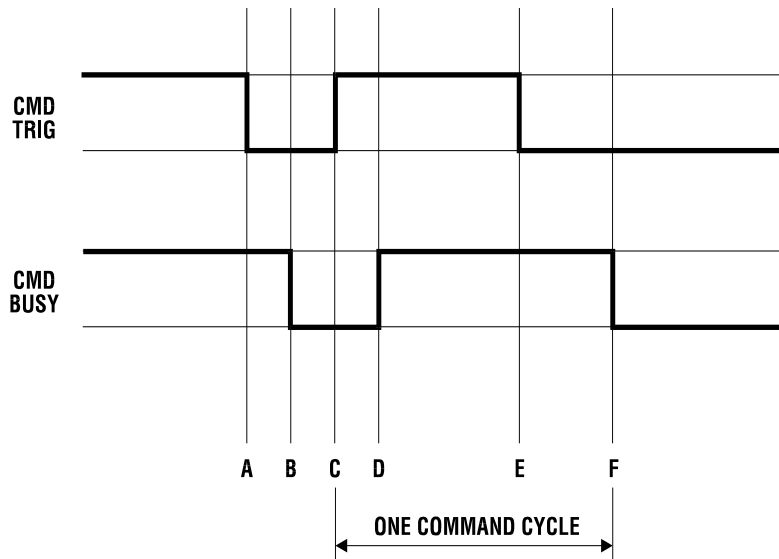 CMD
TRIG
CMD
BUSY
A B C D E F
ONE COMMAND CYCLE